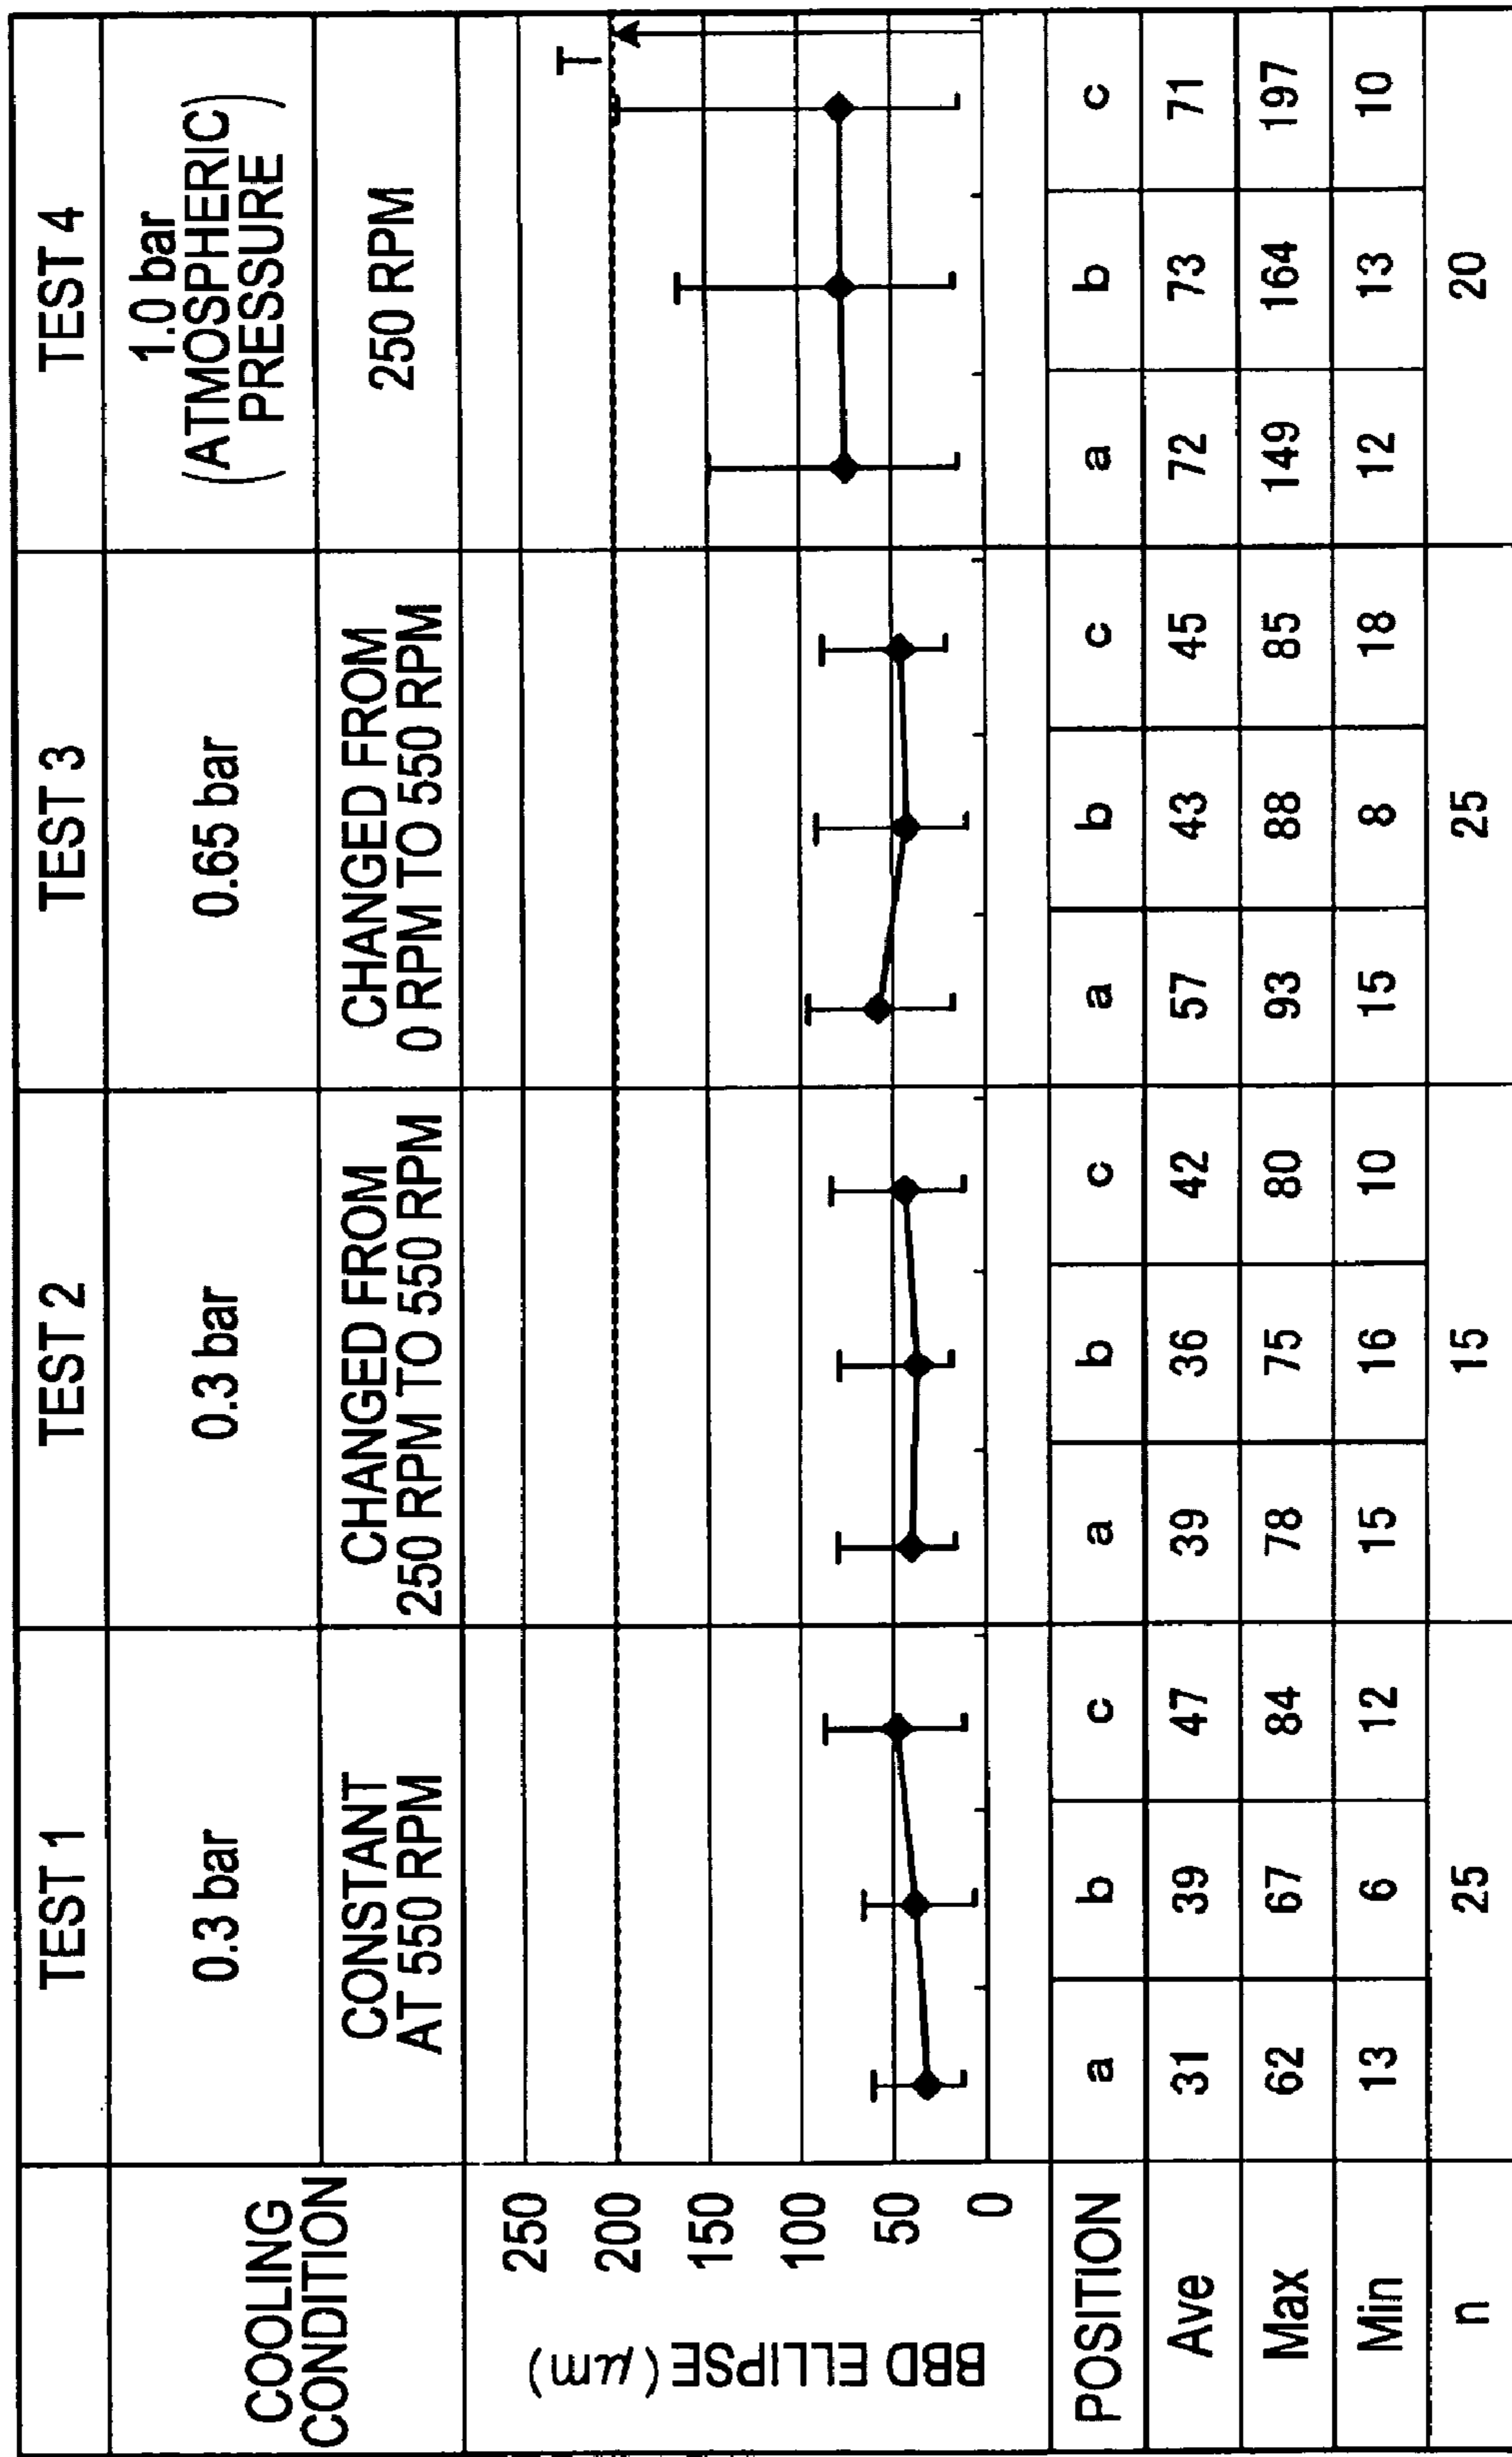 TEST 1 TEST 2 TEST 3 TEST 4
COOLING
CONDITION
0.3 bar 0.3 bar 0.65 bar 1.0 bar
(ATMOSPHERIC
PRESSURE)
CONSTANT
AT 550 RPM
CHANGED FROM
250 RPM TO 550 RPM
CHANGED FROM
0 RPM TO 550 RPM
250 RPM
BBD ELLIPSE (μm)
250
200
150
100
50
0
T
POSITION a b c a b c a b c a b c
Ave 31 39 47 39 36 42 57 43 45 72 73 71
Max 62 67 84 78 75 80 93 88 85 149 164 197
Min 13 6 12 15 16 10 15 8 18 12 13 10
n 25 15 25 20